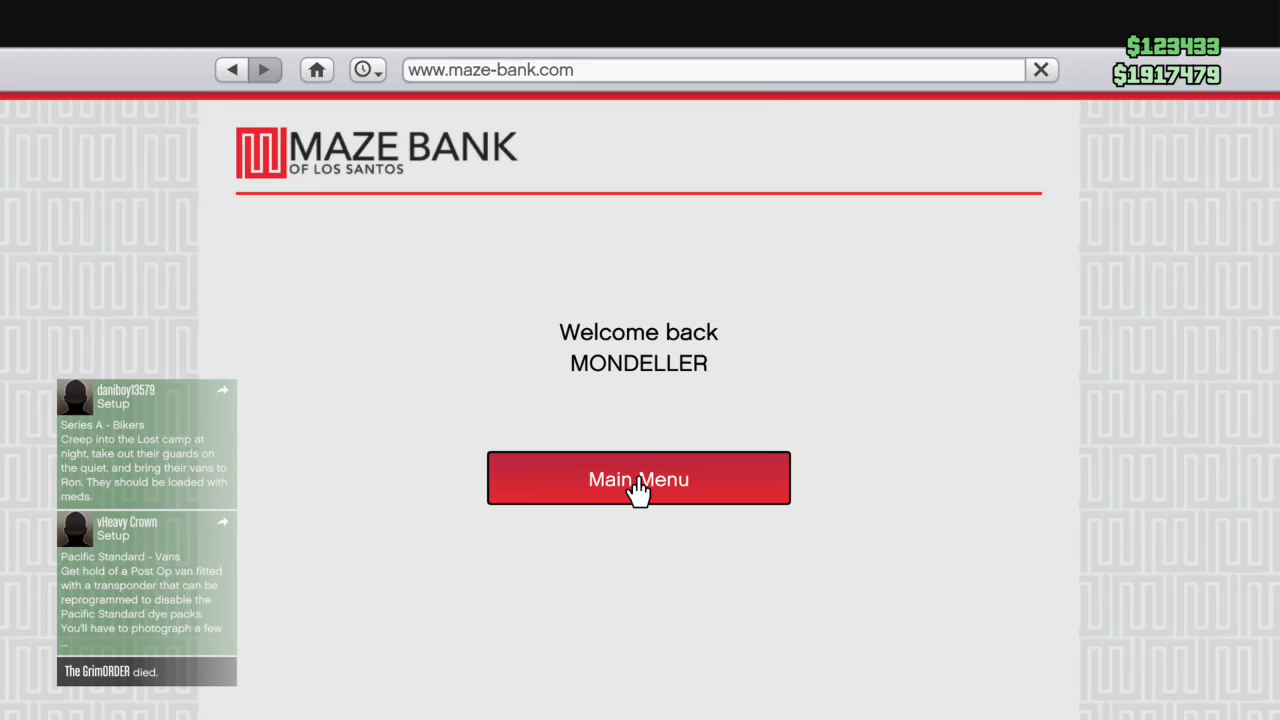 $123433
www.maze-bank.com
$1917479
MAZE BANK
OF LOS SANTOS
Welcome back
MONDELLER
Main Menu
daniboy13579
Setup
Series A - Bikers
Creep into the Lost camp at
night, take out their guards on
the quiet, and bring their vans to
Ron. They should be loaded with
meds.
vHeavy Crown
Setup
Pacific Standard - Vans
Get hold of a Post Op van fitted
with a transponder that can be
reprogrammed to disable the
Pacific Standard dye packs.
You'll have to photograph a few
...
The GrimORDER died.